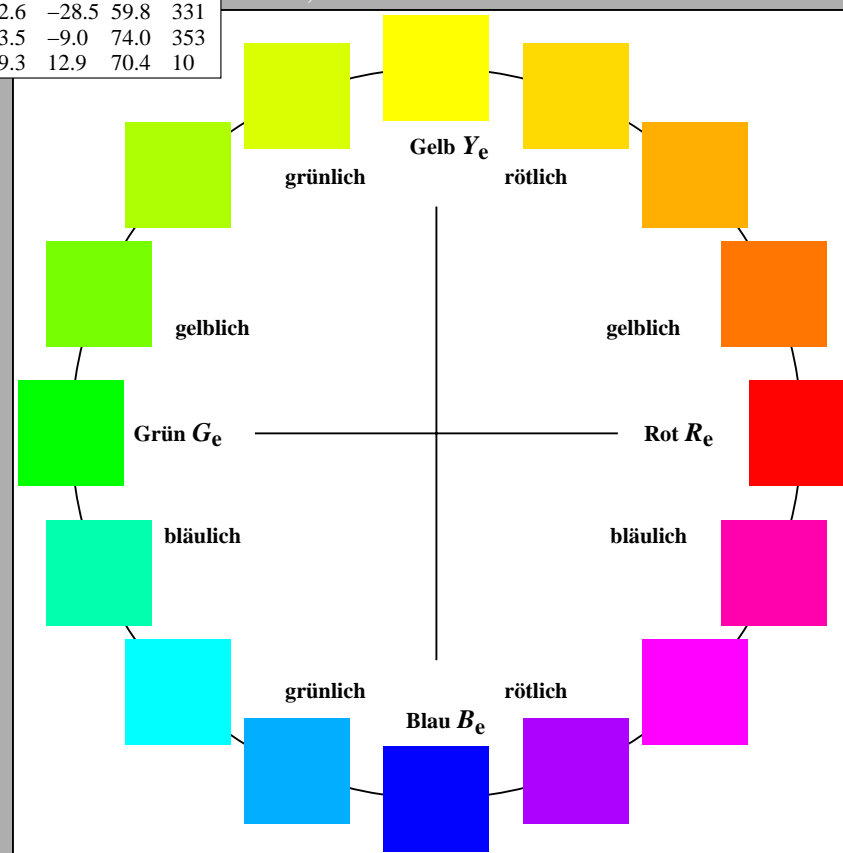 2.6 −28.5 59.8 331
3.5 −9.0 74.0 353
9.3 12.9 70.4 10
Gelb Ye
grünlich rötlich
gelblich gelblich
Grün Ge Rot Re
bläulich bläulich
grünlich rötlich
Blau Be